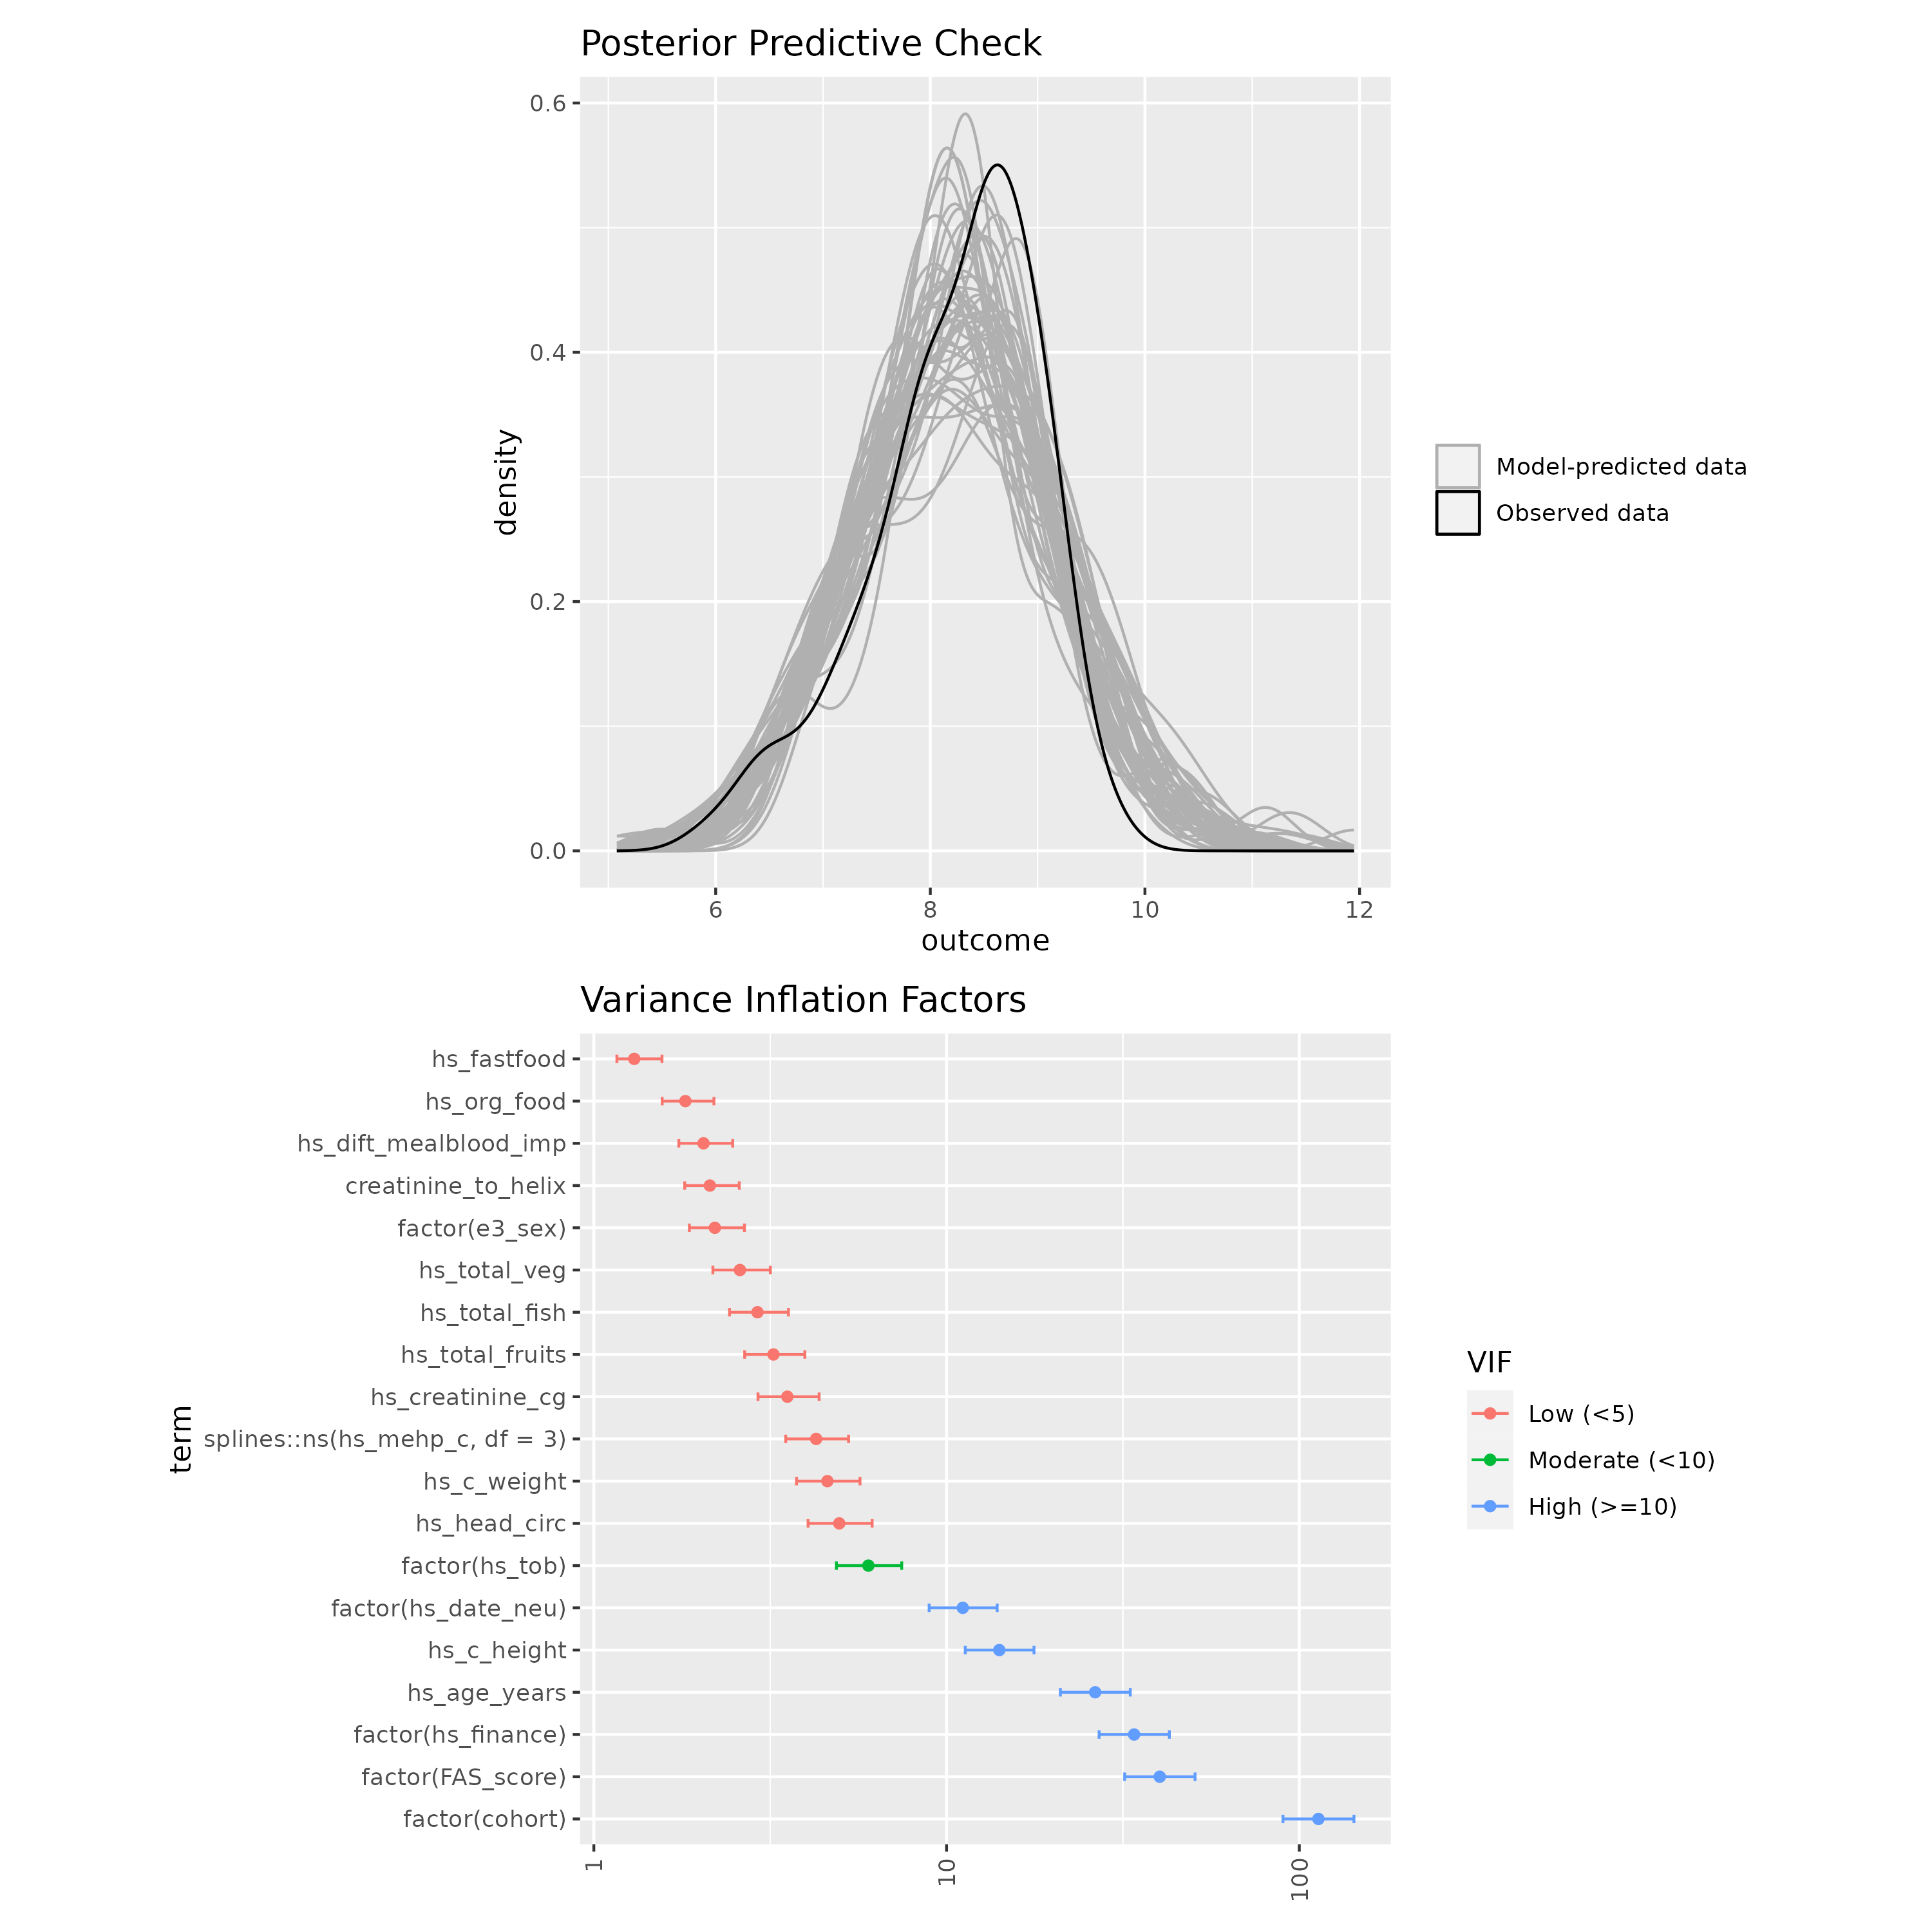 Posterior Predictive Check
0.6
0.4
0.2
0.0
density
6
8
10
12
outcome
Model-predicted data
Observed data
Variance Inflation Factors
hs_fastfood
hs_org_food
hs_dift_mealblood_imp
creatinine_to_helix
factor(e3_sex)
hs_total_veg
hs_total_fish
hs_total_fruits
hs_creatinine_cg
splines::ns(hs_mehp_c, df = 3)
hs_c_weight
hs_head_circ
factor(hs_tob)
factor(hs_date_neu)
hs_c_height
hs_age_years
factor(hs_finance)
factor(FAS_score)
factor(cohort)
term
1
10
100
VIF
Low (<5)
Moderate (<10)
High (>=10)